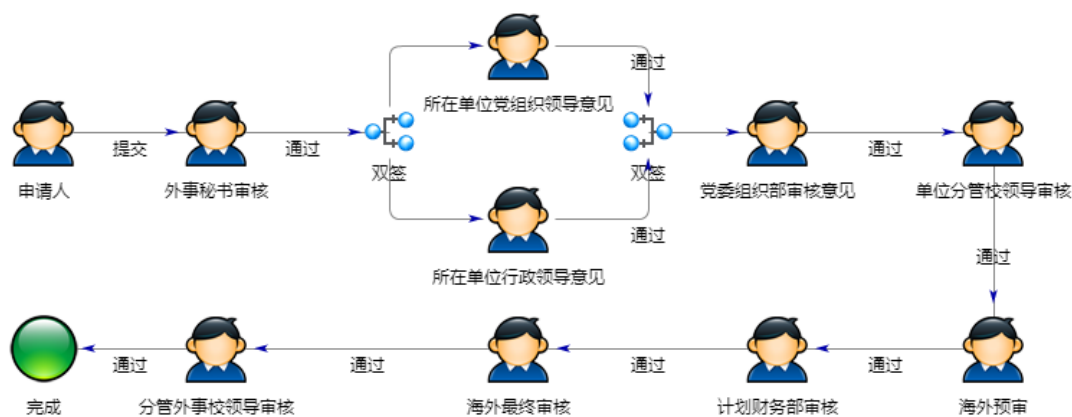 通过
所在单位党组织领导意见
提交
通过
双签
双签
通过
通过
申请人
外事秘书审核
党委组织部审核意见
单位分管校领导审核
通过
所在单位行政领导意见
通过
通过
通过
通过
通过
通过
完成
分管外事校领导审核
海外最终审核
计划财务部审核
海外预审